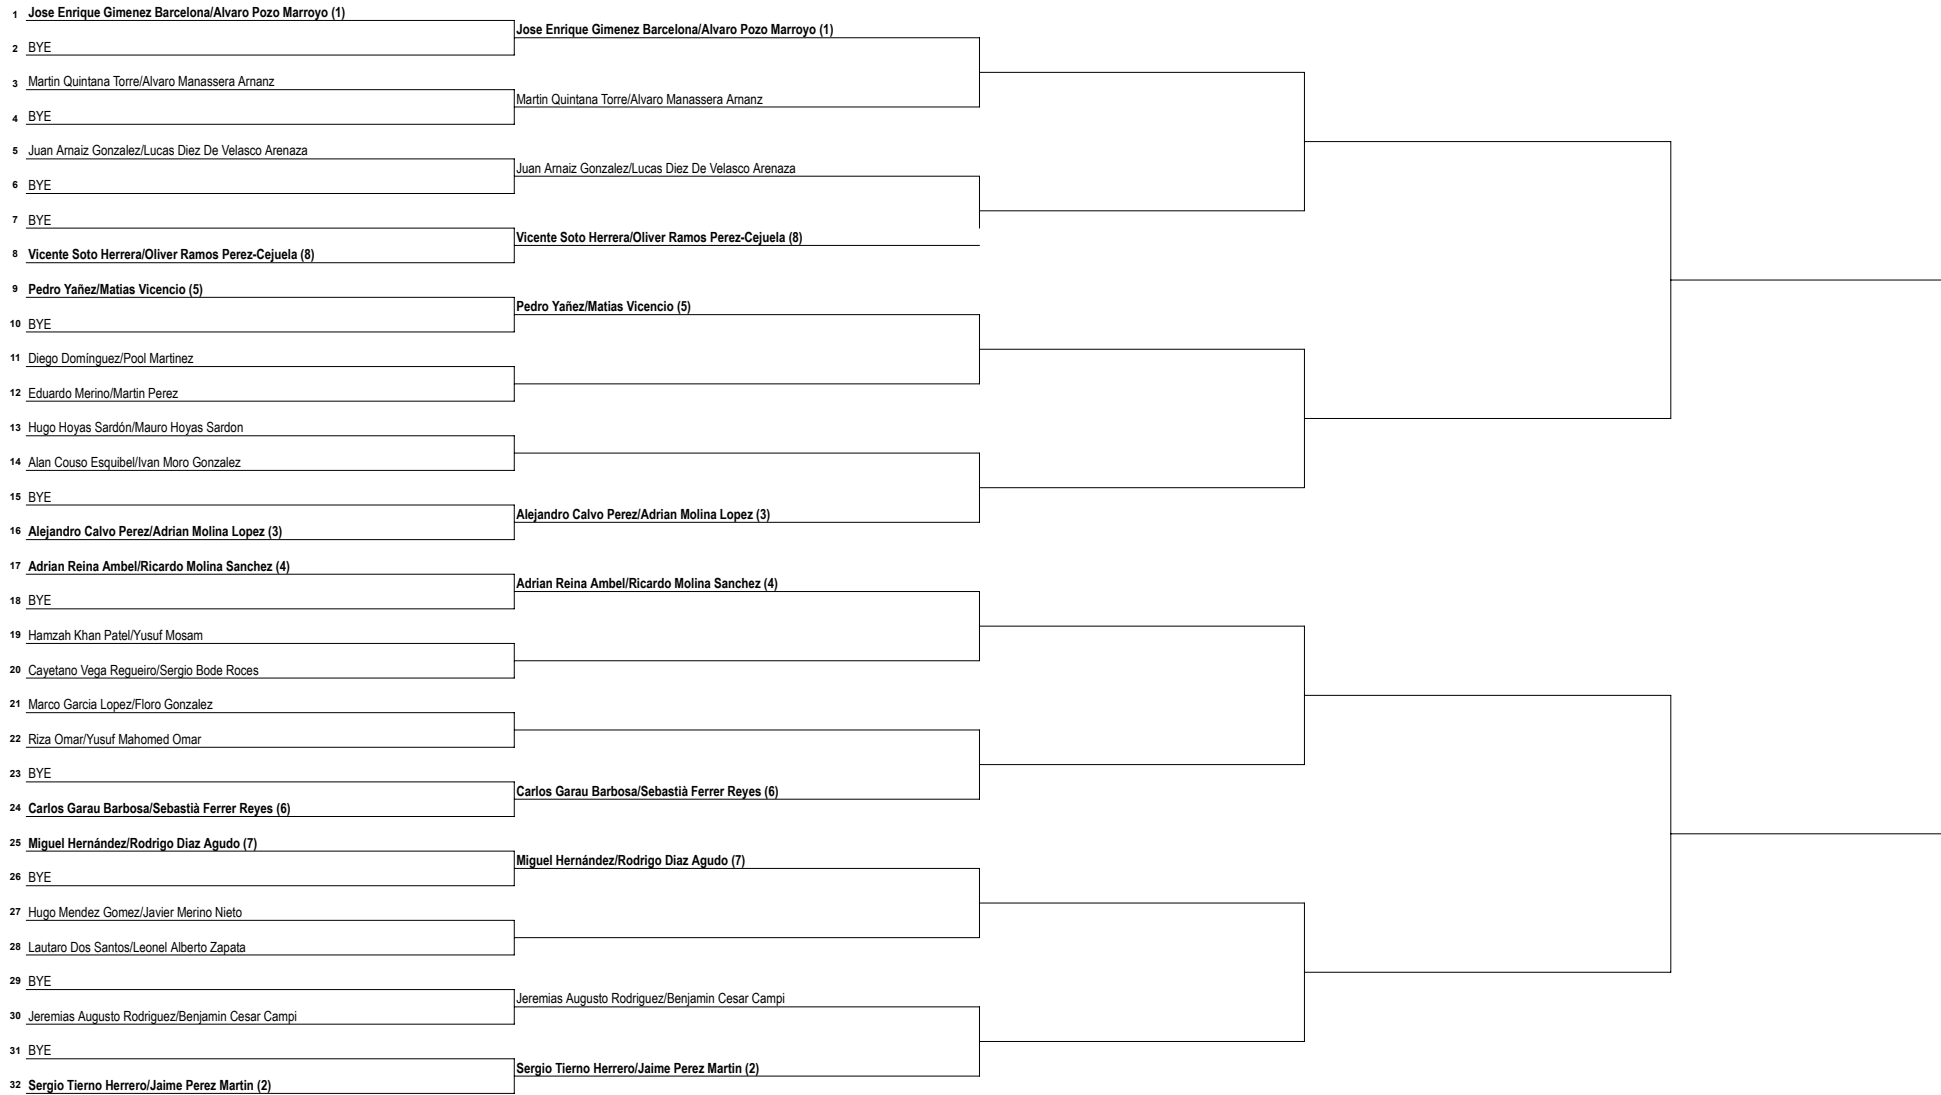 1 Jose Enrique Gimenez Barcelona/Alvaro Pozo Marroyo (1)
Jose Enrique Gimenez Barcelona/Alvaro Pozo Marroyo (1)
2 BYE
3 Martin Quintana Torre/Alvaro Manassera Arnanz
Martin Quintana Torre/Alvaro Manassera Arnanz
4 BYE
5 Juan Arnaiz Gonzalez/Lucas Diez De Velasco Arenaza
Juan Arnaiz Gonzalez/Lucas Diez De Velasco Arenaza
6 BYE
7 BYE
Vicente Soto Herrera/Oliver Ramos Perez-Cejuela (8)
8 Vicente Soto Herrera/Oliver Ramos Perez-Cejuela (8)
9 Pedro Yañez/Matias Vicencio (5)
Pedro Yañez/Matias Vicencio (5)
10 BYE
11 Diego Domínguez/Pool Martinez
12 Eduardo Merino/Martin Perez
13 Hugo Hoyas Sardón/Mauro Hoyas Sardon
14 Alan Couso Esquibel/Ivan Moro Gonzalez
15 BYE
Alejandro Calvo Perez/Adrian Molina Lopez (3)
16 Alejandro Calvo Perez/Adrian Molina Lopez (3)
17 Adrian Reina Ambel/Ricardo Molina Sanchez (4)
Adrian Reina Ambel/Ricardo Molina Sanchez (4)
18 BYE
19 Hamzah Khan Patel/Yusuf Mosam
20 Cayetano Vega Regueiro/Sergio Bode Roces
21 Marco Garcia Lopez/Floro Gonzalez
22 Riza Omar/Yusuf Mahomed Omar
23 BYE
Carlos Garau Barbosa/Sebastià Ferrer Reyes (6)
24 Carlos Garau Barbosa/Sebastià Ferrer Reyes (6)
25 Miguel Hernández/Rodrigo Diaz Agudo (7)
Miguel Hernández/Rodrigo Diaz Agudo (7)
26 BYE
27 Hugo Mendez Gomez/Javier Merino Nieto
28 Lautaro Dos Santos/Leonel Alberto Zapata
29 BYE
Jeremias Augusto Rodriguez/Benjamin Cesar Campi
30 Jeremias Augusto Rodriguez/Benjamin Cesar Campi
31 BYE
Sergio Tierno Herrero/Jaime Perez Martin (2)
32 Sergio Tierno Herrero/Jaime Perez Martin (2)